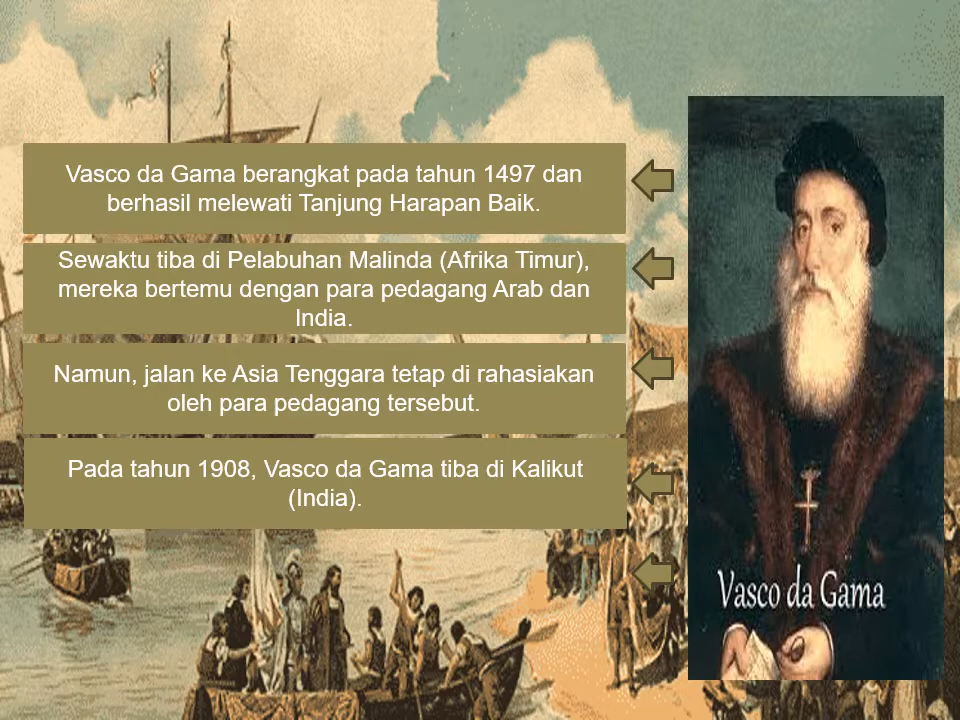 Vasco da Gama berangkat pada tahun 1497 dan
berhasil melewati Tanjung Harapan Baik.
Sewaktu tiba di Pelabuhan Malinda (Afrika Timur),
mereka bertemu dengan para pedagang Arab dan
India.
Namun, jalan ke Asia Tenggara tetap di rahasiakan
oleh para pedagang tersebut.
Pada tahun 1908, Vasco da Gama tiba di Kalikut
(India).
Vasco da Gama